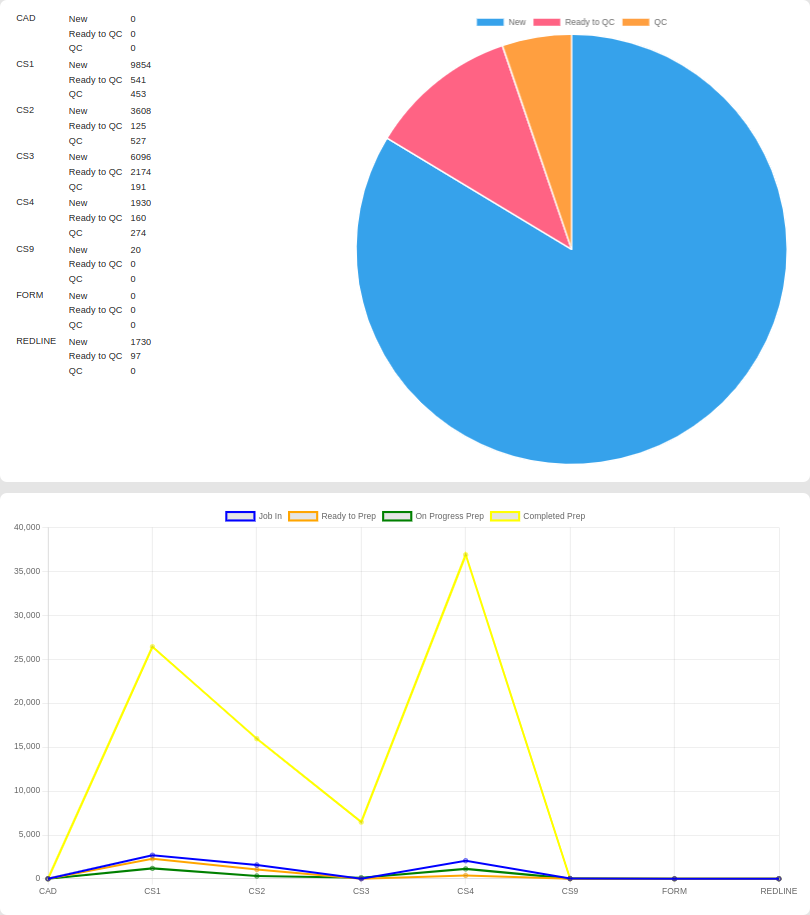 CAD New 0
Ready to QC 0
QC 0
CS1 New 9854
Ready to QC 541
QC 453
CS2 New 3608
Ready to QC 125
QC 527
CS3 New 6096
Ready to QC 2174
QC 191
CS4 New 1930
Ready to QC 160
QC 274
CS9 New 20
Ready to QC 0
QC 0
FORM New 0
Ready to QC 0
QC 0
REDLINE New 1730
Ready to QC 97
QC 0
New Ready to QC QC
Job In Ready to Prep On Progress Prep Completed Prep
40,000
35,000
30,000
25,000
20,000
15,000
10,000
5,000
0
CAD CS1 CS2 CS3 CS4 CS9 FORM REDLINE